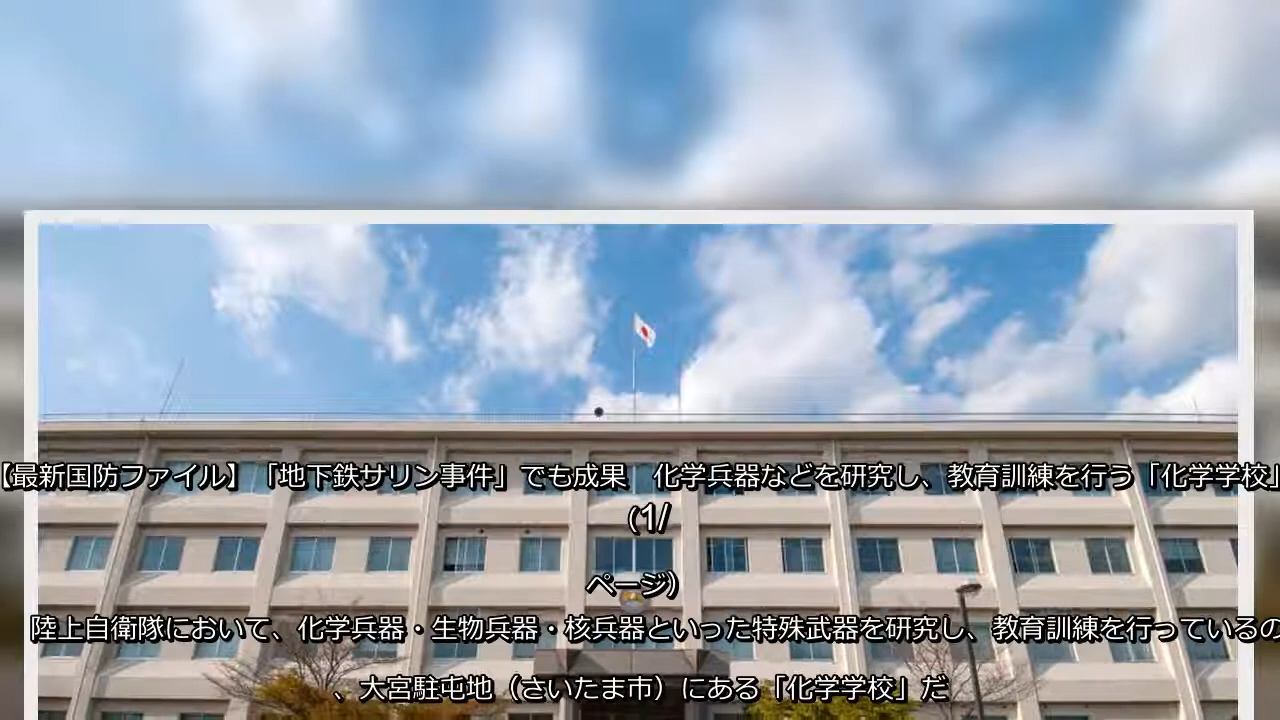 【最新国防ファイル】「地下鉄サリン事件」でも成果　化学兵器などを研究し、教育訓練を行う「化学学校」
（1/
ページ）
陸上自衛隊において、化学兵器・生物兵器・核兵器といった特殊武器を研究し、教育訓練を行っているの
、大宮駐屯地（さいたま市）にある「化学学校」だ